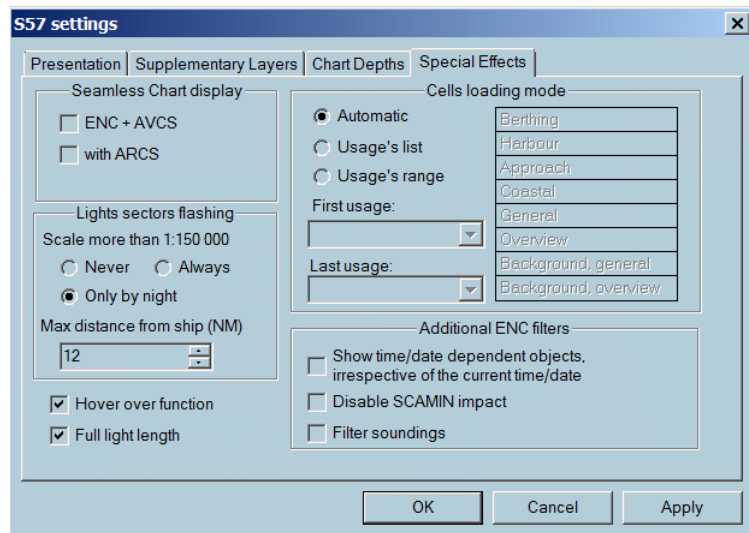 S57 settings
Presentation
Supplementary Layers
Chart Depths
Special Effects
Seamless Chart display
ENC + AVCS
with ARCS
Lights sectors flashing
Scale more than 1:150 000
Never
Always
Only by night
Max distance from ship (NM)
12
Hover over function
Full light length
Cells loading mode
Automatic
Usage's list
Usage's range
First usage:
Last usage:
Berthing
Harbour
Approach
Coastal
General
Overview
Background, general
Background, overview
Additional ENC filters
Show time/date dependent objects,
irrespective of the current time/date
Disable SCAMIN impact
Filter soundings
OK
Cancel
Apply